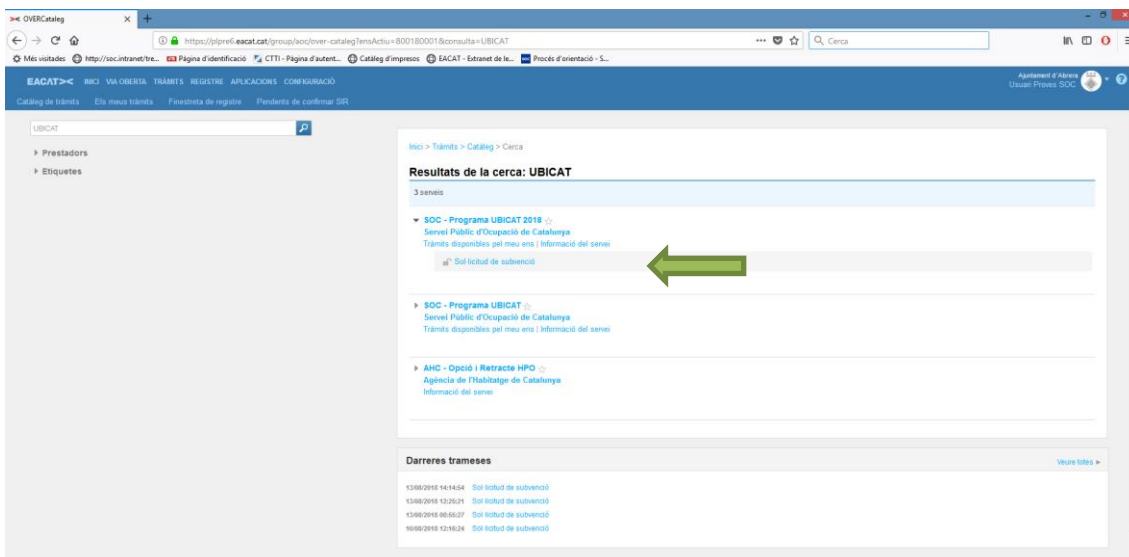 OVERCataleg
https://plpre6.eacat.cat/group/aoc/over-cataleg?ensActiu=800180001&consulta=UBICAT
Cerca
Més visitades http://soc.intranet/tre... Pàgina d'identificació CTTI - Pàgina d'autent... Catàleg d'impresos EACAT - Extranet de le... Procés d'orientació - S...
EACAT INICI VIA OBERTA TRÀMITS REGISTRE APLICACIONS CONFIGURACIÓ
Ajuntament d'Abrera
Usuari Proves SOC
Catàleg de tràmits Els meus tràmits Finestreta de registre Pendents de confirmar SIR
UBICAT
Prestadors
Etiquetes
Inici > Tràmits > Catàleg > Cerca
Resultats de la cerca: UBICAT
3 serveis
SOC - Programa UBICAT 2018
Servei Públic d'Ocupació de Catalunya
Tràmits disponibles pel meu ens | Informació del servei
Sol·licitud de subvenció
SOC - Programa UBICAT
Servei Públic d'Ocupació de Catalunya
Tràmits disponibles pel meu ens | Informació del servei
AHC - Opció i Retracte HPO
Agència de l'Habitatge de Catalunya
Informació del servei
Darreres trameses
Veure totes
13/08/2018 14:14:54 Sol·licitud de subvenció
13/08/2018 12:25:21 Sol·licitud de subvenció
13/08/2018 08:55:27 Sol·licitud de subvenció
10/08/2018 12:16:24 Sol·licitud de subvenció